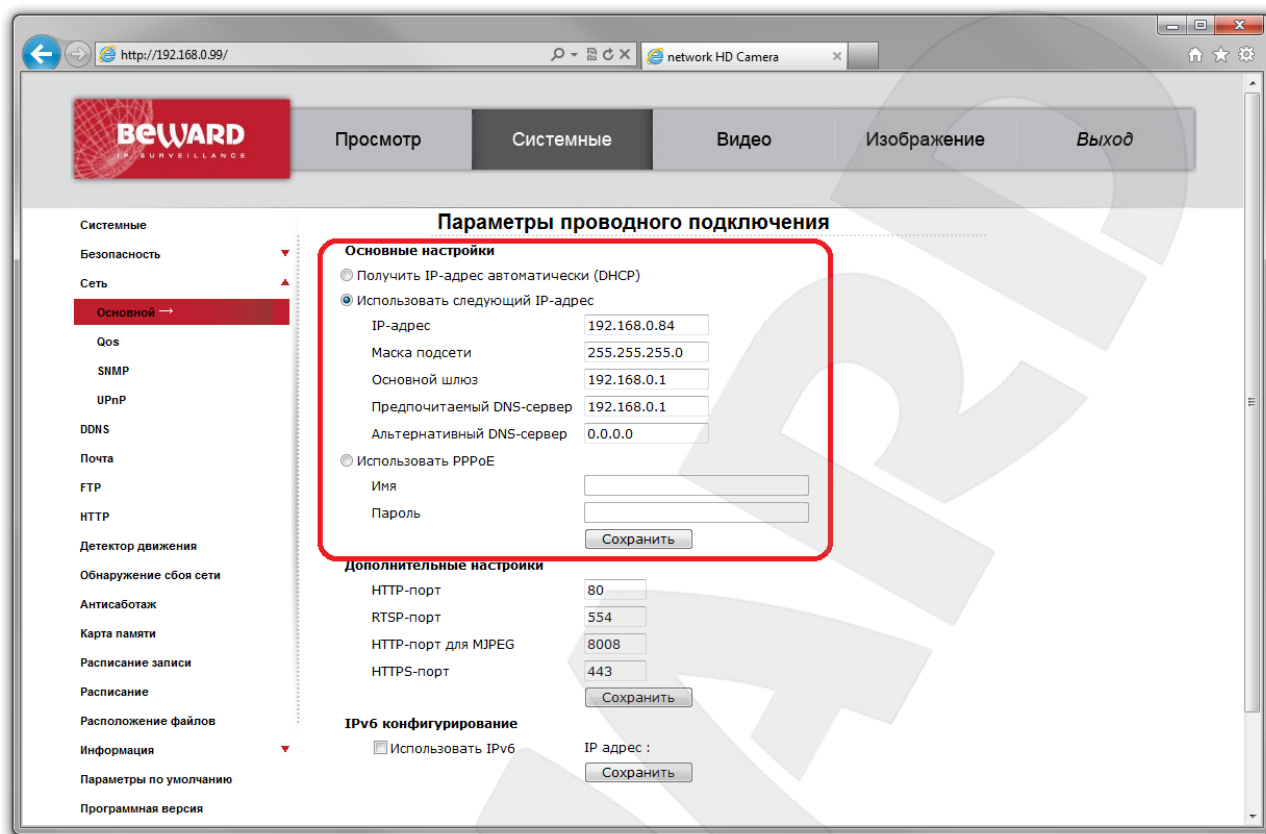 http://192.168.0.99/
network HD Camera
BEWARD
IP SURVEILLANCE
Просмотр
Системные
Видео
Изображение
Выход
Системные
Безопасность
Сеть
Основной →
Qos
SNMP
UPnP
DDNS
Почта
FTP
HTTP
Детектор движения
Обнаружение сбоя сети
Антисаботаж
Карта памяти
Расписание записи
Расписание
Расположение файлов
Информация
Параметры по умолчанию
Программная версия
Параметры проводного подключения
Основные настройки
Получить IP-адрес автоматически (DHCP)
Использовать следующий IP-адрес
IP-адрес 192.168.0.84
Маска подсети 255.255.255.0
Основной шлюз 192.168.0.1
Предпочитаемый DNS-сервер 192.168.0.1
Альтернативный DNS-сервер 0.0.0.0
Использовать PPPoE
Имя
Пароль
Сохранить
Дополнительные настройки
HTTP-порт 80
RTSP-порт 554
HTTP-порт для MJPEG 8008
HTTPS-порт 443
Сохранить
IPv6 конфигурирование
Использовать IPv6 IP адрес :
Сохранить